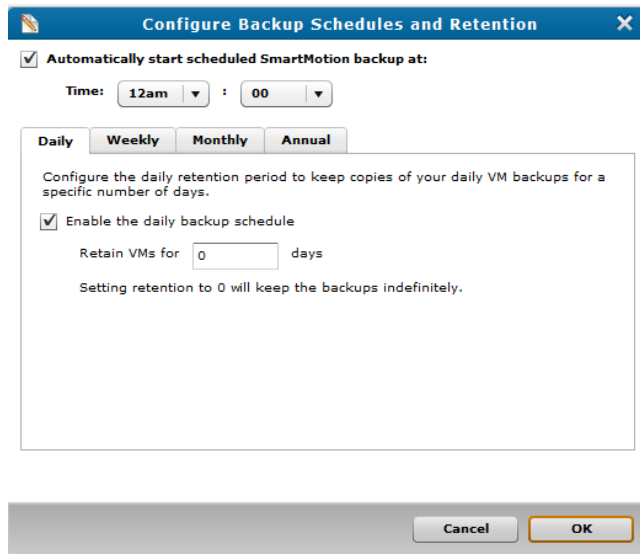 Configure Backup Schedules and Retention
Automatically start scheduled SmartMotion backup at:
Time: 12am : 00
Daily Weekly Monthly Annual
Configure the daily retention period to keep copies of your daily VM backups for a
specific number of days.
Enable the daily backup schedule
Retain VMs for 0 days
Setting retention to 0 will keep the backups indefinitely.
Cancel OK